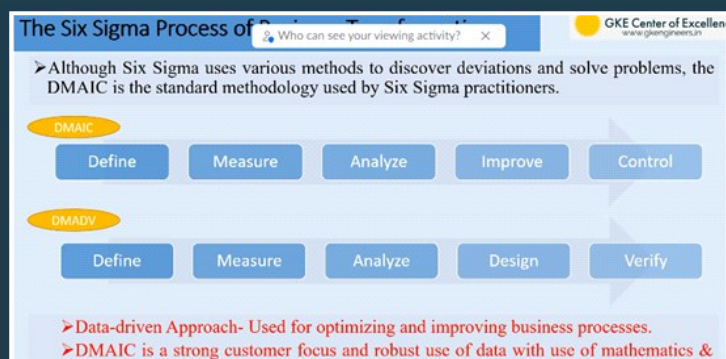 The Six Sigma Process of
Who can see your viewing activity?
GKE Center of Excellence
www.gkengineers.in
➤Although Six Sigma uses various methods to discover deviations and solve problems, the
DMAIC is the standard methodology used by Six Sigma practitioners.
DMAIC
Define Measure Analyze Improve Control
DMADV
Define Measure Analyze Design Verify
➤Data-driven Approach- Used for optimizing and improving business processes.
➤DMAIC is a strong customer focus and robust use of data with use of mathematics &